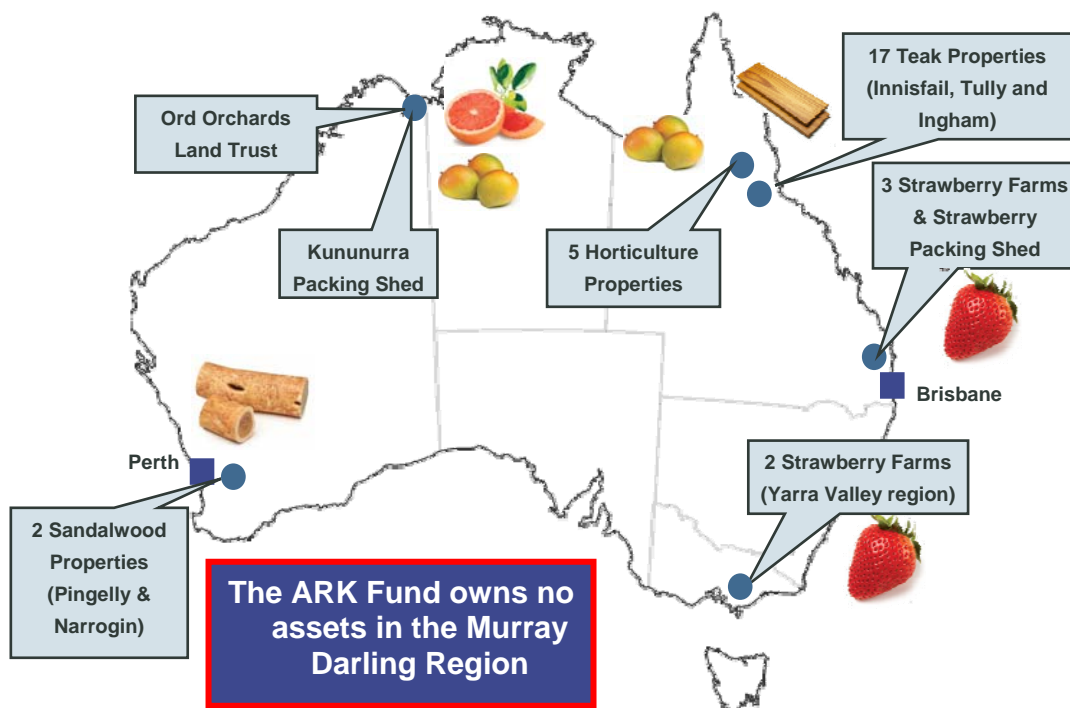 17 Teak Properties
(Innisfail, Tully and
Ingham)
Ord Orchards
Land Trust
3 Strawberry Farms
& Strawberry
Packing Shed
Kununurra
Packing Shed
5 Horticulture
Properties
Brisbane
Perth
2 Strawberry Farms
(Yarra Valley region)
2 Sandalwood
Properties
(Pingelly &
Narrogin)
The ARK Fund owns no
assets in the Murray
Darling Region